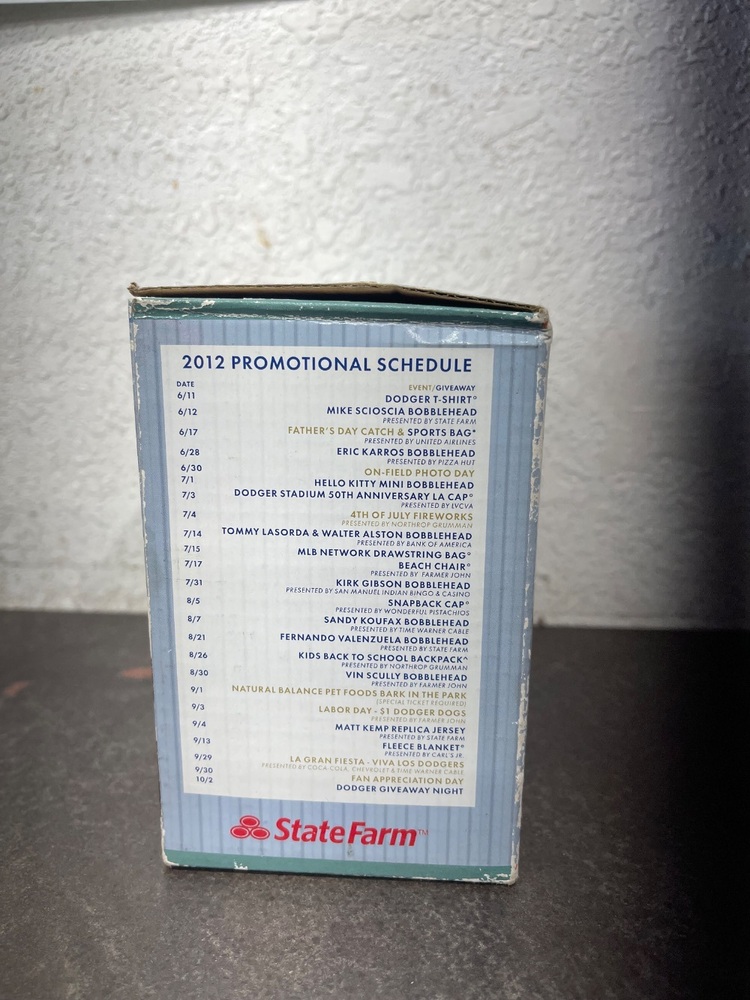 2012 PROMOTIONAL SCHEDULE
DATE EVENT/GIVEAWAY
6/11 DODGER T-SHIRT°
6/12 MIKE SCIOSCIA BOBBLEHEAD
PRESENTED BY STATE FARM
6/17 FATHER'S DAY CATCH & SPORTS BAG*
PRESENTED BY UNITED AIRLINES
6/28 ERIC KARROS BOBBLEHEAD
PRESENTED BY PIZZA HUT
6/30 ON-FIELD PHOTO DAY
7/1 HELLO KITTY MINI BOBBLEHEAD
7/3 DODGER STADIUM 50TH ANNIVERSARY LA CAP°
PRESENTED BY LVCVA
7/4 4TH OF JULY FIREWORKS
PRESENTED BY NORTHROP GRUMMAN
7/14 TOMMY LASORDA & WALTER ALSTON BOBBLEHEAD
PRESENTED BY BANK OF AMERICA
7/15 MLB NETWORK DRAWSTRING BAG°
7/17 BEACH CHAIR°
PRESENTED BY FARMER JOHN
7/31 KIRK GIBSON BOBBLEHEAD
PRESENTED BY SAN MANUEL INDIAN BINGO & CASINO
8/5 SNAPBACK CAP°
PRESENTED BY WONDERFUL PISTACHIOS
8/7 SANDY KOUFAX BOBBLEHEAD
PRESENTED BY TIME WARNER CABLE
8/21 FERNANDO VALENZUELA BOBBLEHEAD
PRESENTED BY STATE FARM
8/26 KIDS BACK TO SCHOOL BACKPACK^
PRESENTED BY NORTHROP GRUMMAN
8/30 VIN SCULLY BOBBLEHEAD
PRESENTED BY FARMER JOHN
9/1 NATURAL BALANCE PET FOODS BARK IN THE PARK
(SPECIAL TICKET REQUIRED)
9/3 LABOR DAY - $1 DODGER DOGS
PRESENTED BY FARMER JOHN
9/4 MATT KEMP REPLICA JERSEY
PRESENTED BY STATE FARM
9/13 FLEECE BLANKET°
PRESENTED BY CARL'S JR.
9/29 LA GRAN FIESTA - VIVA LOS DODGERS
PRESENTED BY COCA-COLA, CHEVROLET & TIME WARNER CABLE
9/30 FAN APPRECIATION DAY
10/2 DODGER GIVEAWAY NIGHT
State Farm™